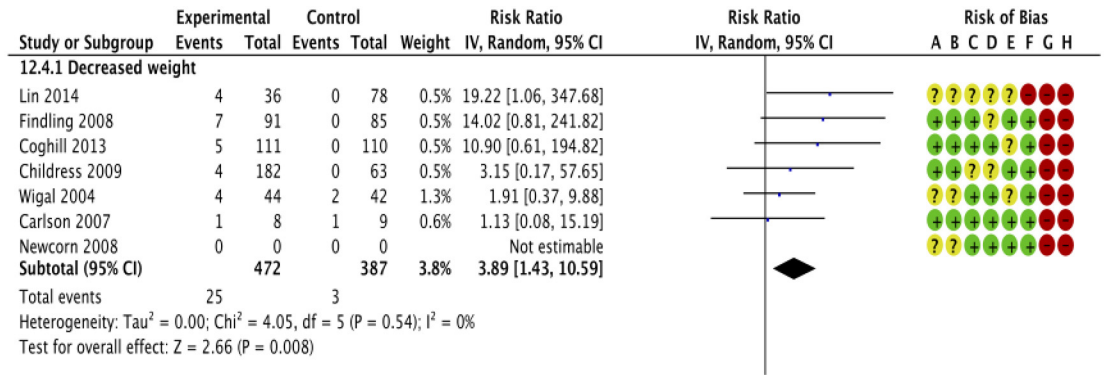 Experimental Control Risk Ratio Risk Ratio Risk of Bias
Study or Subgroup Events Total Events Total Weight IV, Random, 95% CI IV, Random, 95% CI A B C D E F G H
12.4.1 Decreased weight
Lin 2014 4 36 0 78 0.5% 19.22 [1.06, 347.68] ? ? ? ? ? - - -
Findling 2008 7 91 0 85 0.5% 14.02 [0.81, 241.82] + + + ? + + - -
Coghill 2013 5 111 0 110 0.5% 10.90 [0.61, 194.82] + + + + ? + - -
Childress 2009 4 182 0 63 0.5% 3.15 [0.17, 57.65] + + ? ? + + - -
Wigal 2004 4 44 2 42 1.3% 1.91 [0.37, 9.88] ? ? + + ? + - -
Carlson 2007 1 8 1 9 0.6% 1.13 [0.08, 15.19] + + + + + + - -
Newcorn 2008 0 0 0 0 Not estimable ? ? + + + + - -
Subtotal (95% CI) 472 387 3.8% 3.89 [1.43, 10.59]
Total events 25 3
Heterogeneity: Tau² = 0.00; Chi² = 4.05, df = 5 (P = 0.54); I² = 0%
Test for overall effect: Z = 2.66 (P = 0.008)